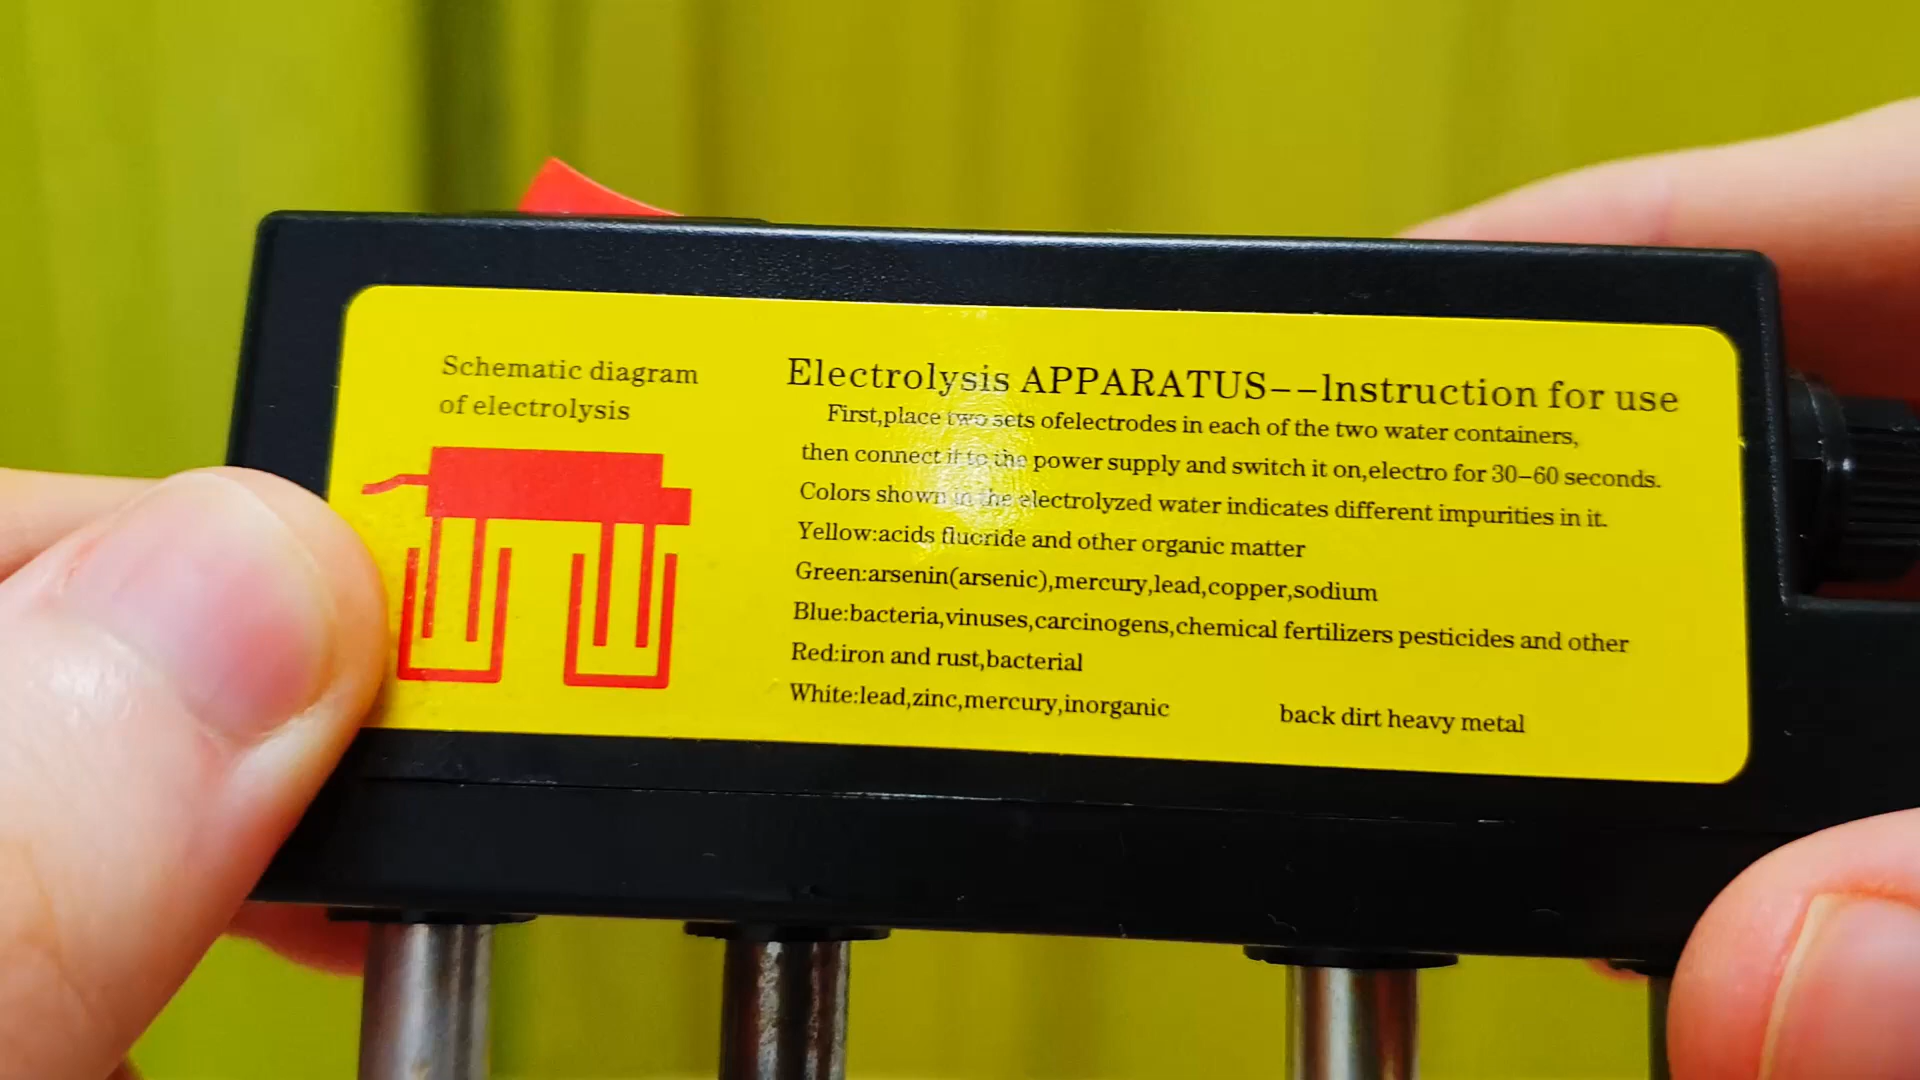 Schematic diagram
of electrolysis
Electrolysis APPARATUS--lnstruction for use
First,place two sets ofelectrodes in each of the two water containers,
then connect it to the power supply and switch it on,electro for 30-60 seconds.
Colors shown in the electrolyzed water indicates different impurities in it.
Yellow:acids fluoride and other organic matter
Green:arsenin(arsenic),mercury,lead,copper,sodium
Blue:bacteria,vinuses,carcinogens,chemical fertilizers pesticides and other
Red:iron and rust,bacterial
White:lead,zinc,mercury,inorganic back dirt heavy metal